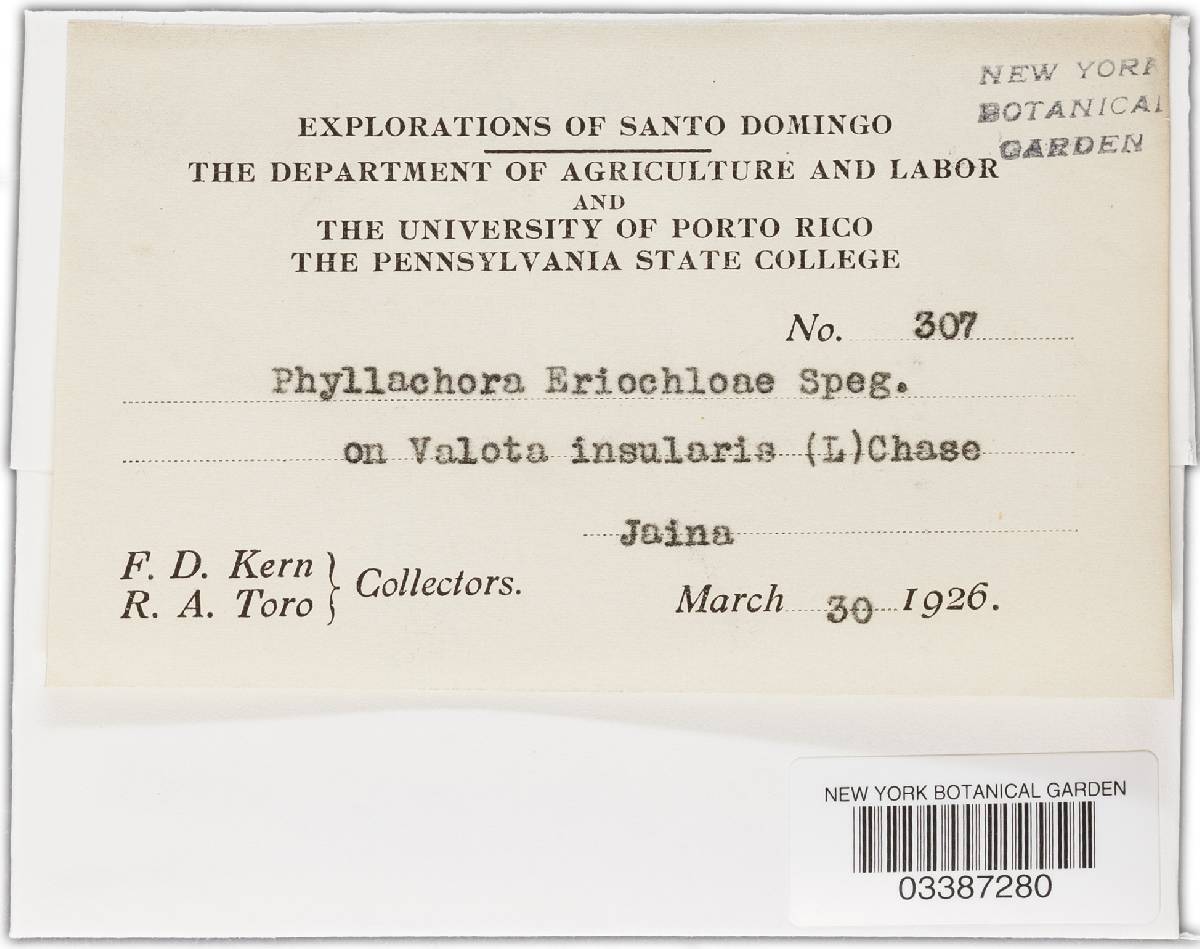 NEW YORK
BOTANICAL
GARDEN
EXPLORATIONS OF SANTO DOMINGO
THE DEPARTMENT OF AGRICULTURE AND LABOR
AND
THE UNIVERSITY OF PORTO RICO
THE PENNSYLVANIA STATE COLLEGE
No. 307
Phyllachora Eriochloae Speg.
on Valota insularis (L)Chase
Jaina
F. D. Kern
R. A. Toro } Collectors.
March 30 1926.
NEW YORK BOTANICAL GARDEN
03387280